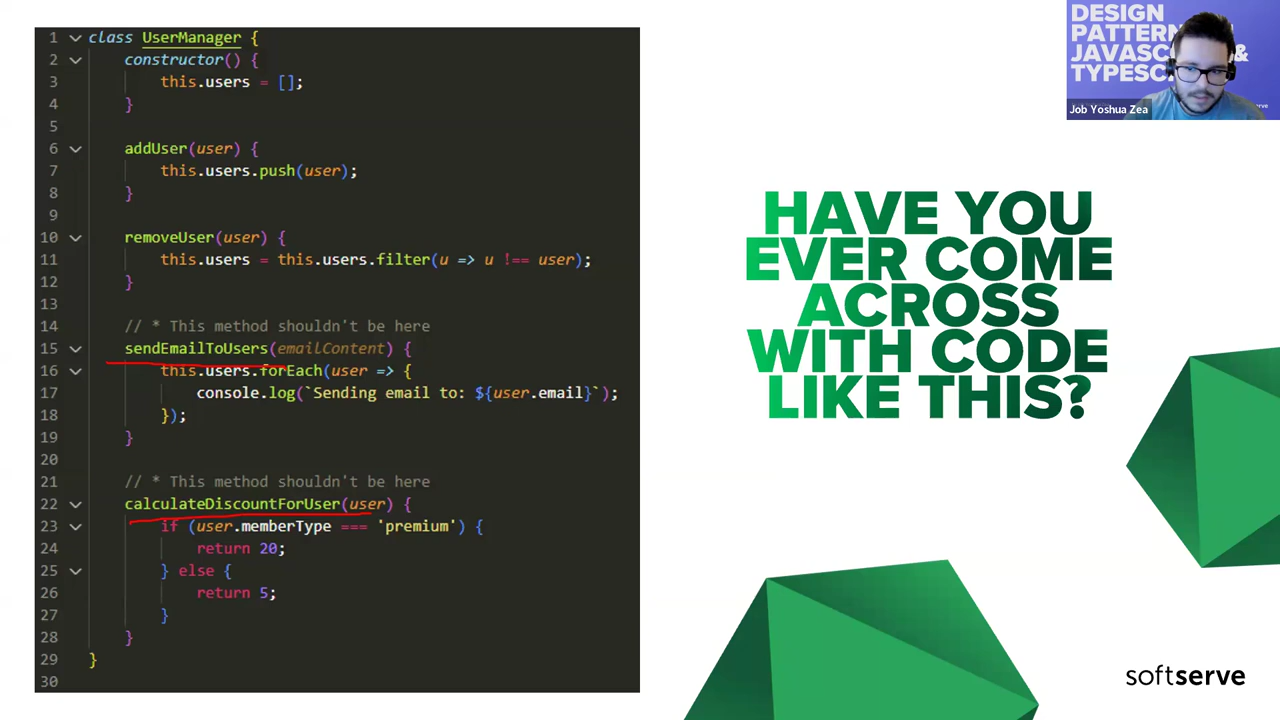 1 class UserManager {
2 constructor() {
3 this.users = [];
4 }
5
6 addUser(user) {
7 this.users.push(user);
8 }
9
10 removeUser(user) {
11 this.users = this.users.filter(u => u !== user);
12 }
13
14 // * This method shouldn't be here
15 sendEmailToUsers(emailContent) {
16 this.users.forEach(user => {
17 console.log(`Sending email to: ${user.email}`);
18 });
19 }
20
21 // * This method shouldn't be here
22 calculateDiscountForUser(user) {
23 if (user.memberType === 'premium') {
24 return 20;
25 } else {
26 return 5;
27 }
28 }
29 }
30
HAVE YOU
EVER COME
ACROSS
WITH CODE
LIKE THIS?
DESIGN
PATTERN
JAVASC &
TYPESC
Job Yoshua Zea
softserve